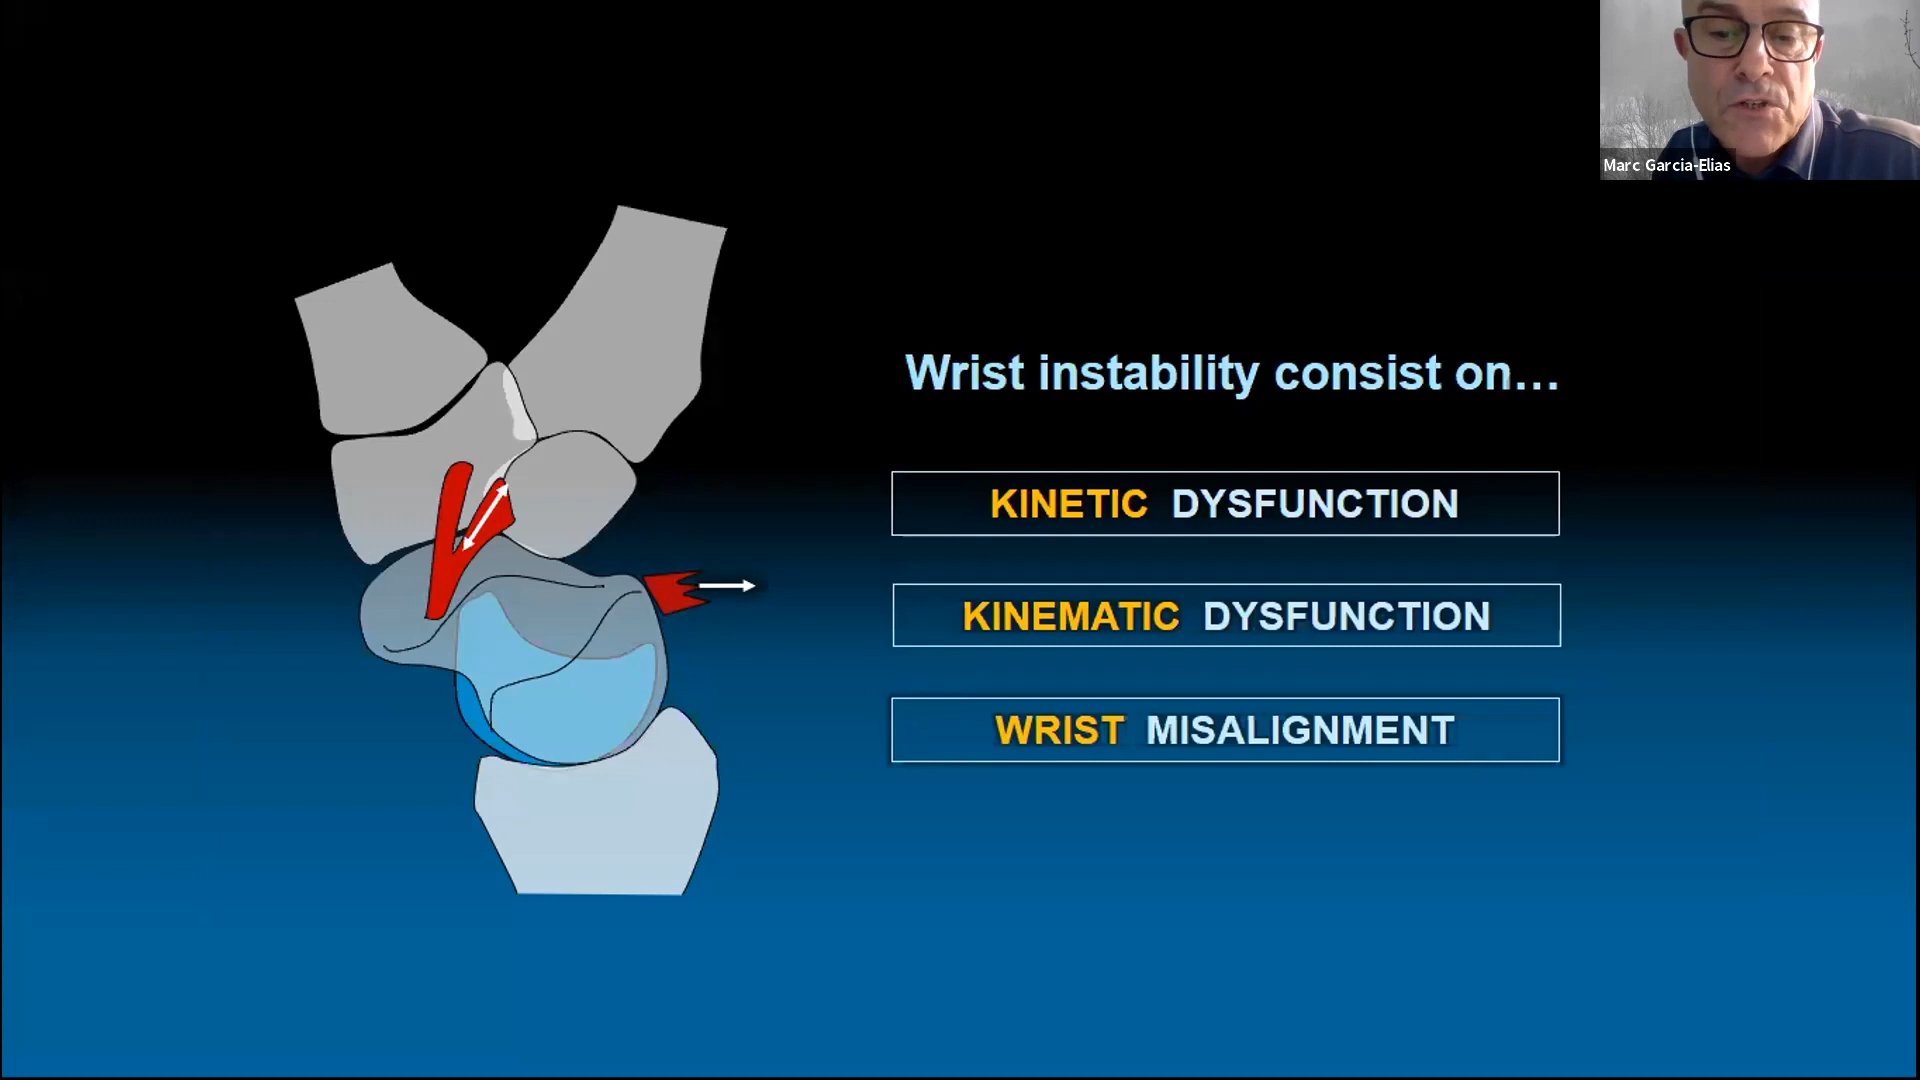 Marc Garcia-Elias
Wrist instability consist on...
KINETIC DYSFUNCTION
KINEMATIC DYSFUNCTION
WRIST MISALIGNMENT